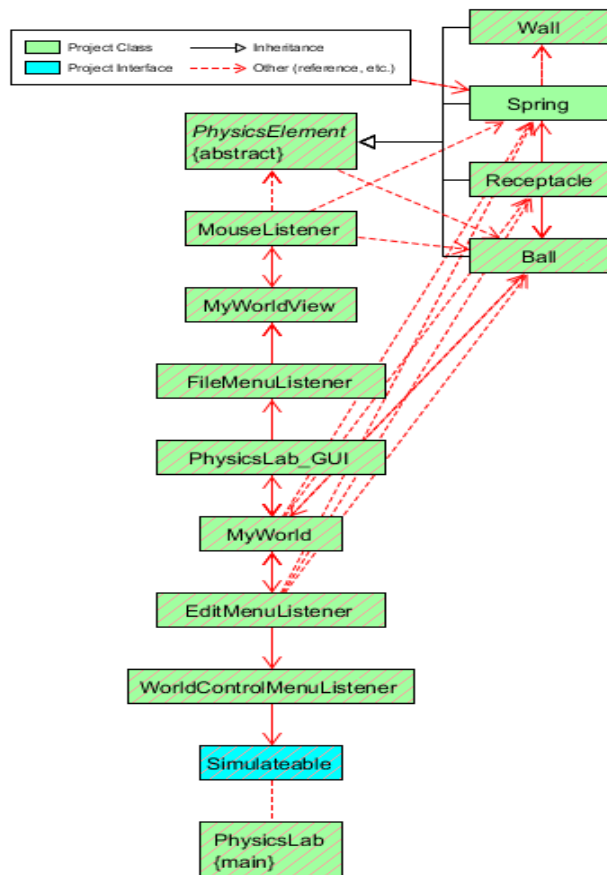 Wall
Project Class
Inheritance
Project Interface
Other (reference, etc.)
Spring
PhysicsElement
{abstract}
Receptacle
MouseListener
Ball
MyWorldView
FileMenuListener
PhysicsLab_GUI
MyWorld
EditMenuListener
WorldControlMenuListener
Simulateable
PhysicsLab
{main}